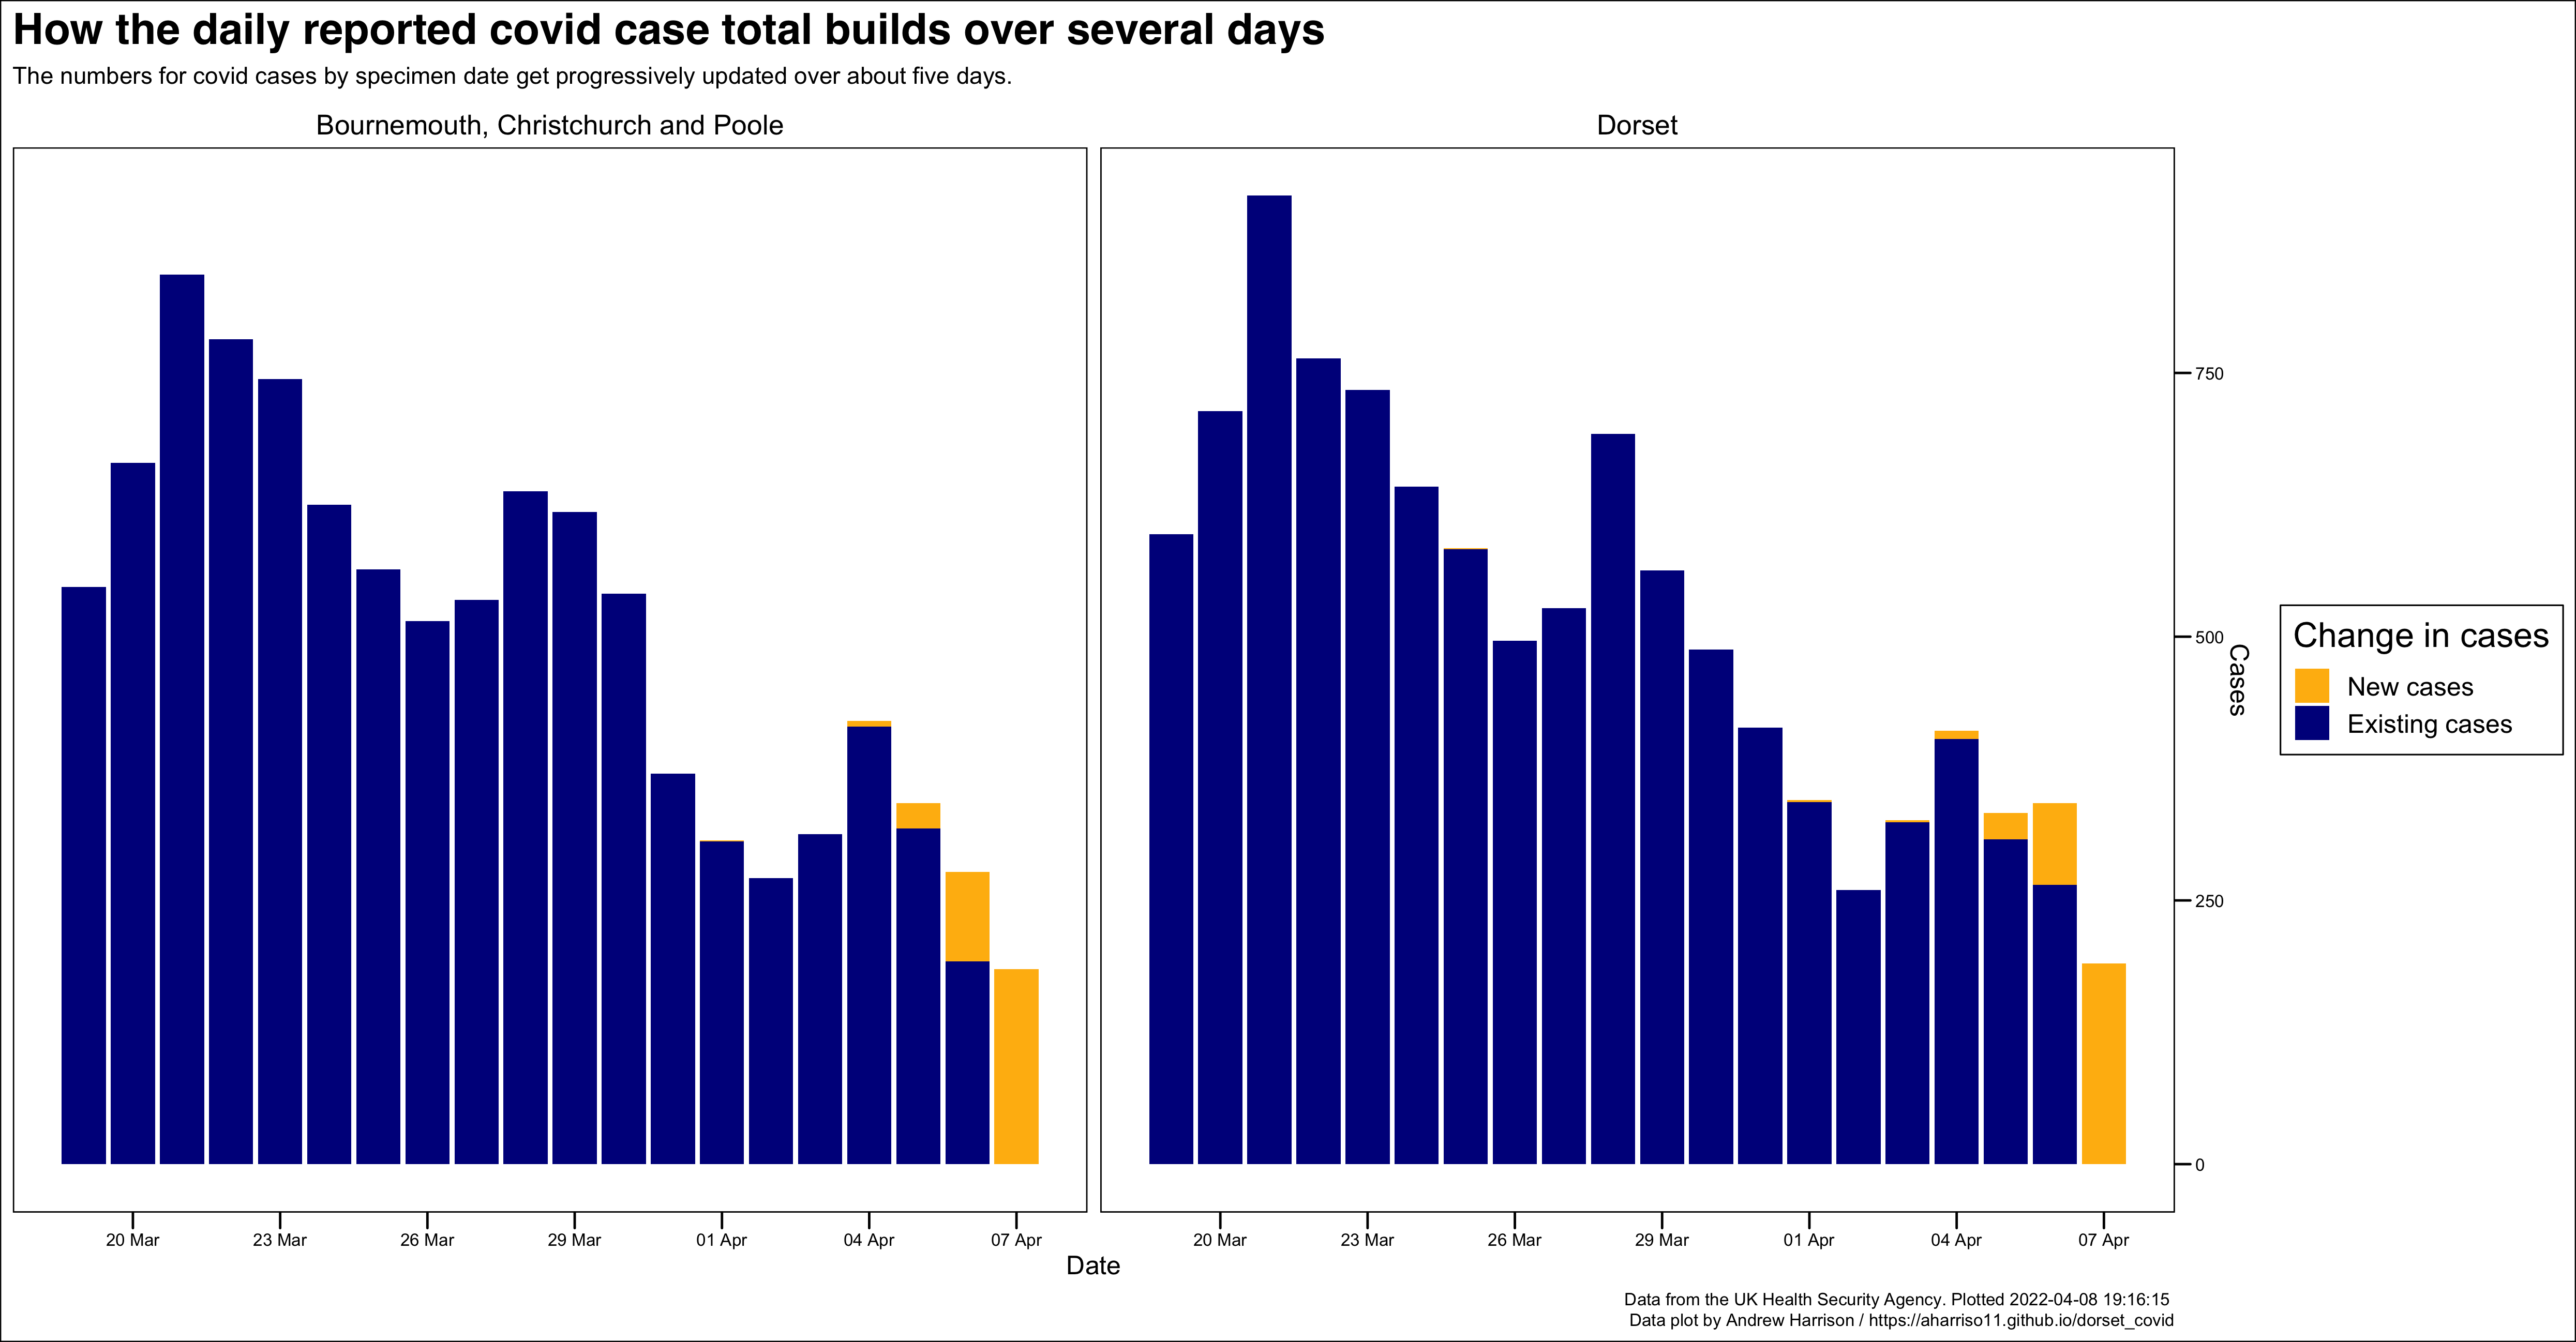 How the daily reported covid case total builds over several days
The numbers for covid cases by specimen date get progressively updated over about five days.
Bournemouth, Christchurch and Poole
Dorset
750
500
250
0
Cases
Change in cases
New cases
Existing cases
20 Mar 23 Mar 26 Mar 29 Mar 01 Apr 04 Apr 07 Apr
20 Mar 23 Mar 26 Mar 29 Mar 01 Apr 04 Apr 07 Apr
Date
Data from the UK Health Security Agency. Plotted 2022-04-08 19:16:15
Data plot by Andrew Harrison / https://aharriso11.github.io/dorset_covid